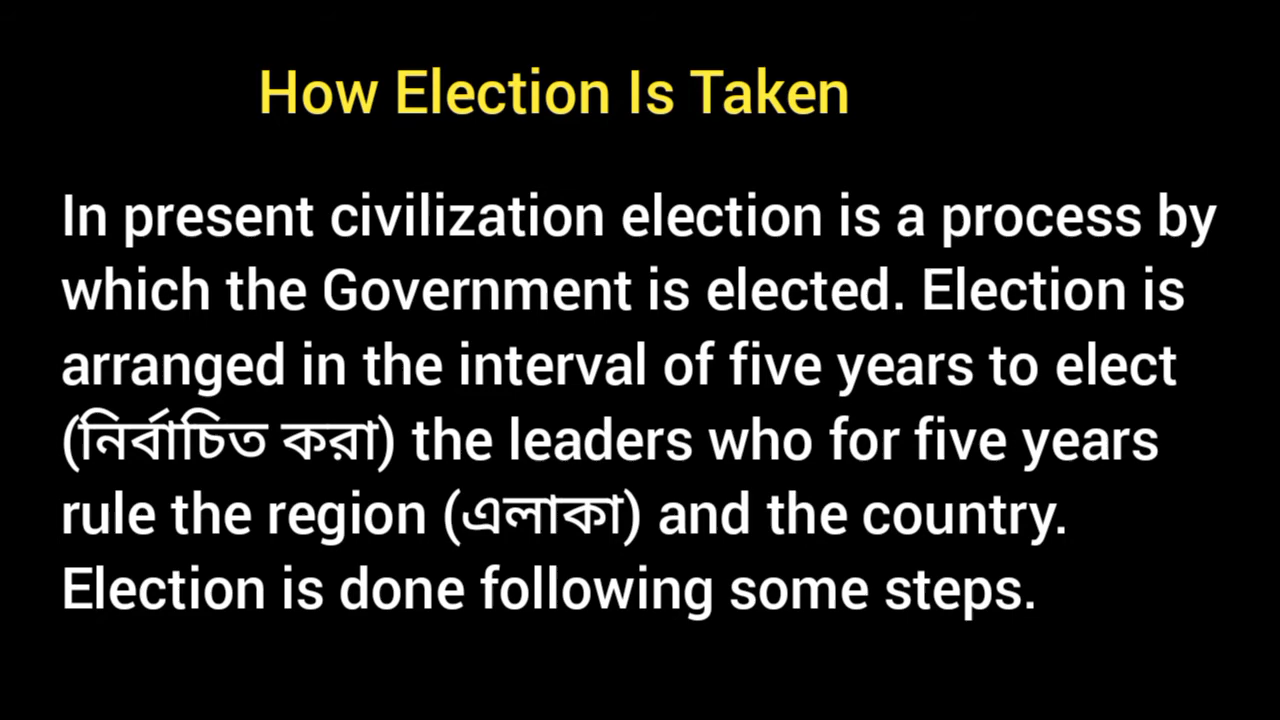 How Election Is Taken
In present civilization election is a process by
which the Government is elected. Election is
arranged in the interval of five years to elect
(নির্বাচিত করা) the leaders who for five years
rule the region (এলাকা) and the country.
Election is done following some steps.